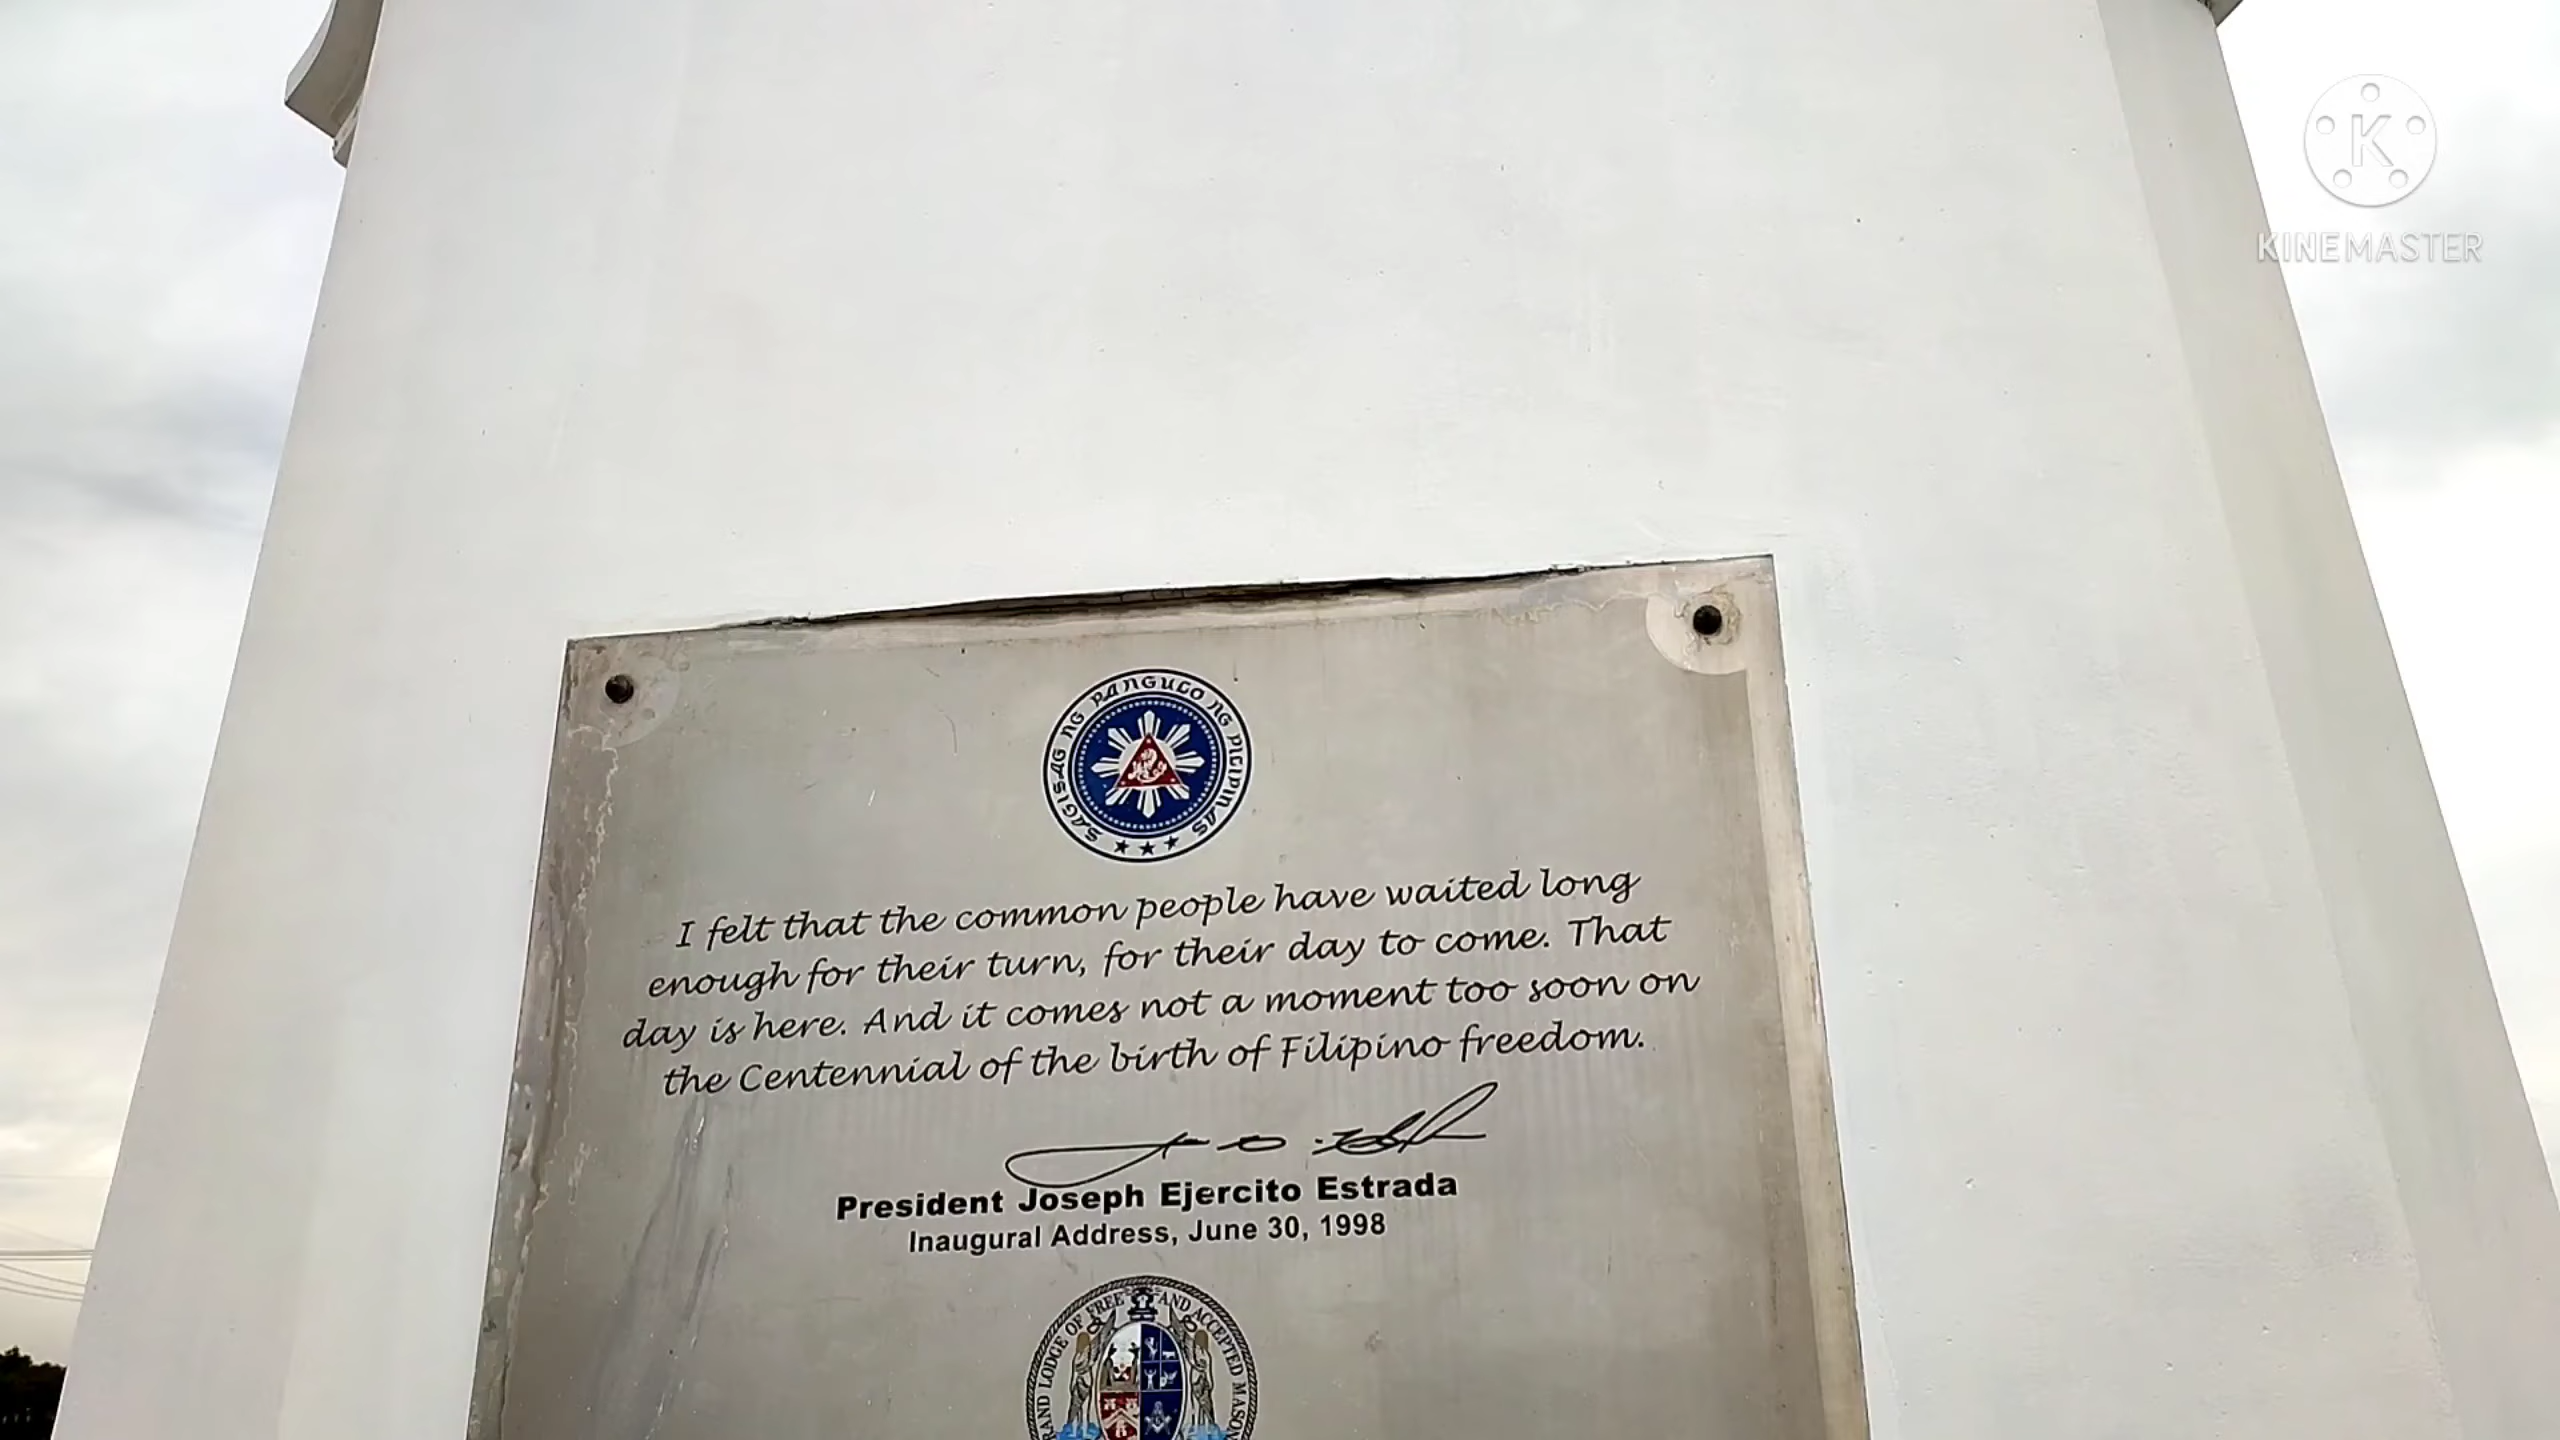 KINEMASTER
SAGISAG NG PANGULO NG PILIPINAS
I felt that the common people have waited long
enough for their turn, for their day to come. That
day is here. And it comes not a moment too soon on
the Centennial of the birth of Filipino freedom.
President Joseph Ejercito Estrada
Inaugural Address, June 30, 1998
LODGE OF FREE AND ACCEPTED